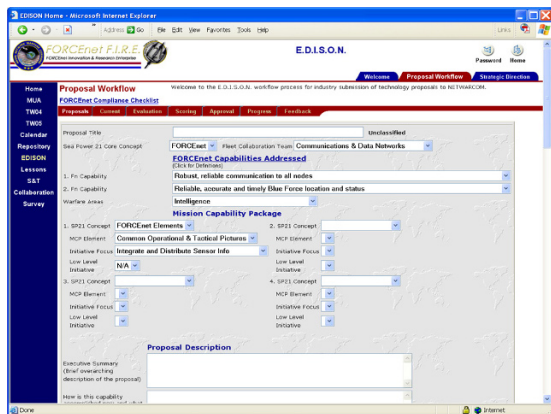 EDISON Home - Microsoft Internet Explorer
Address Go File Edit View Favorites Tools Help Links
FORCEnet F.I.R.E.
FORCEnet Innovation & Research Enterprise
E.D.I.S.O.N.
Password Home
Welcome Proposal Workflow Strategic Direction
Home
MUA
TW04
TW05
Calendar
Repository
EDISON
Lessons
S&T
Collaboration
Survey
Proposal Workflow
Welcome to the E.D.I.S.O.N. workflow process for industry submission of technology proposals to NETWARCOM.
FORCEnet Compliance Checklist
Proposals Current Evaluation Scoring Approval Progress Feedback
Proposal Title Unclassified
Sea Power 21 Core Concept FORCEnet Fleet Collaboration Team Communications & Data Networks
FORCEnet Capabilities Addressed
(Click for Definitions)
1. Fn Capability Robust, reliable communication to all nodes
2. Fn Capability Reliable, accurate and timely Blue Force location and status
Warfare Areas Intelligence
Mission Capability Package
1. SP21 Concept FORCEnet Elements 2. SP21 Concept
MCP Element Common Operational & Tactical Pictures MCP Element
Initiative Focus Integrate and Distribute Sensor Info Initiative Focus
Low Level Initiative N/A Low Level Initiative
3. SP21 Concept 4. SP21 Concept
MCP Element MCP Element
Initiative Focus Initiative Focus
Low Level Initiative Low Level Initiative
Proposal Description
Executive Summary
(Brief overarching
description of the proposal)
How is this capability
Done Internet